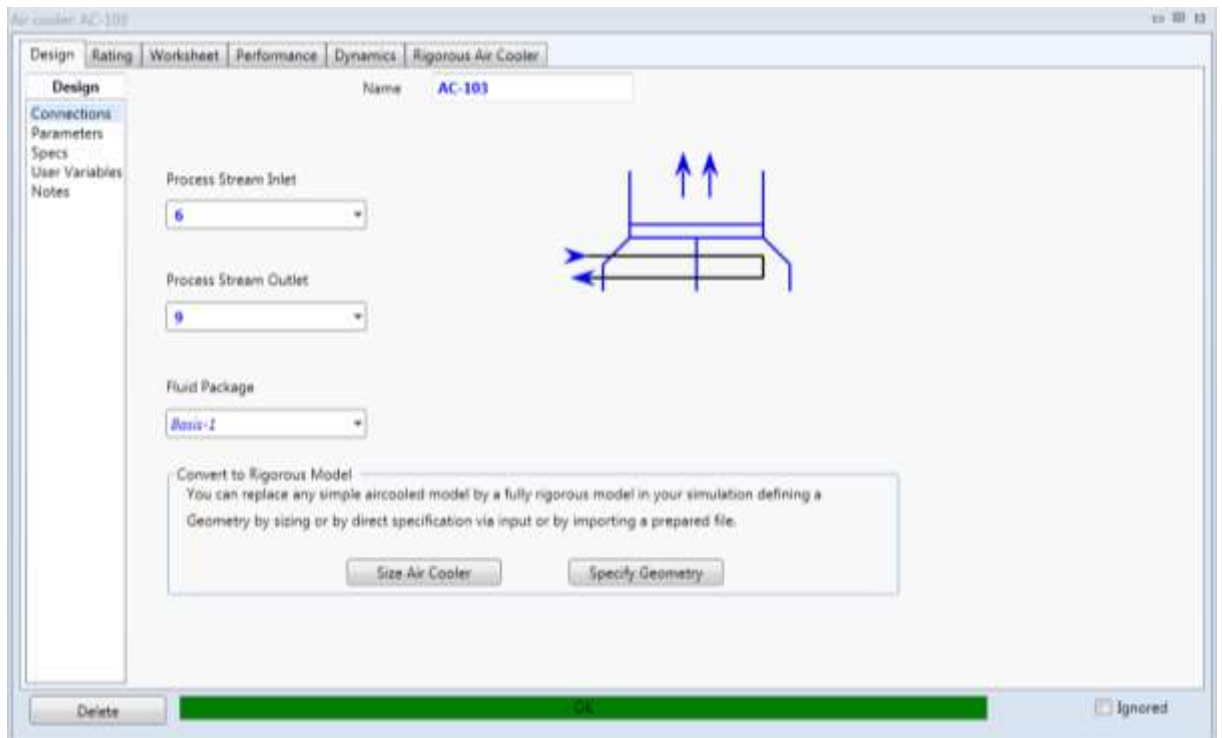 Air cooler: AC-103
Design Rating Worksheet Performance Dynamics Rigorous Air Cooler
Design
Connections
Parameters
Specs
User Variables
Notes
Name AC-103
Process Stream Inlet
6
Process Stream Outlet
9
Fluid Package
Basis-1
Convert to Rigorous Model
You can replace any simple aircooled model by a fully rigorous model in your simulation defining a
Geometry by sizing or by direct specification via input or by importing a prepared file.
Size Air Cooler Specify Geometry
Delete OK Ignored